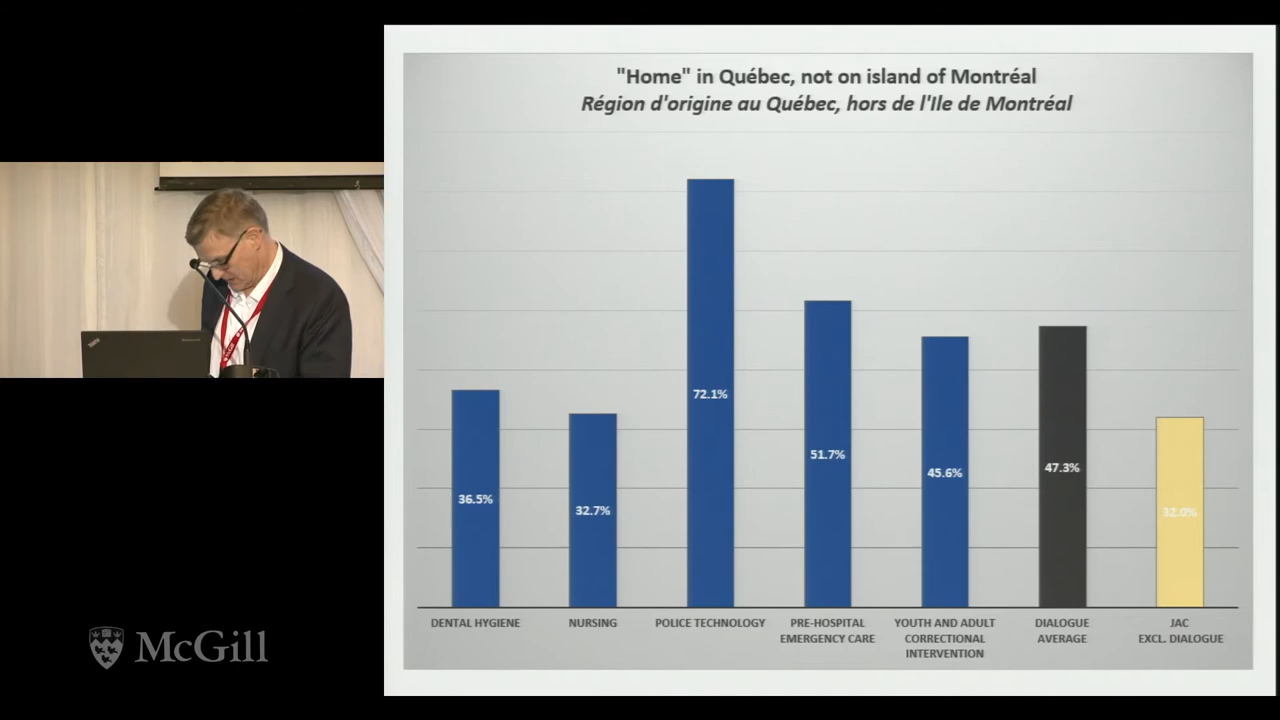 "Home" in Québec, not on island of Montréal
Région d'origine au Québec, hors de l'Ile de Montréal
72.1%
51.7%
47.3%
45.6%
36.5%
32.7%
32.0%
DENTAL HYGIENE
NURSING
POLICE TECHNOLOGY
PRE-HOSPITAL
EMERGENCY CARE
YOUTH AND ADULT
CORRECTIONAL
INTERVENTION
DIALOGUE
AVERAGE
JAC
EXCL. DIALOGUE
McGill